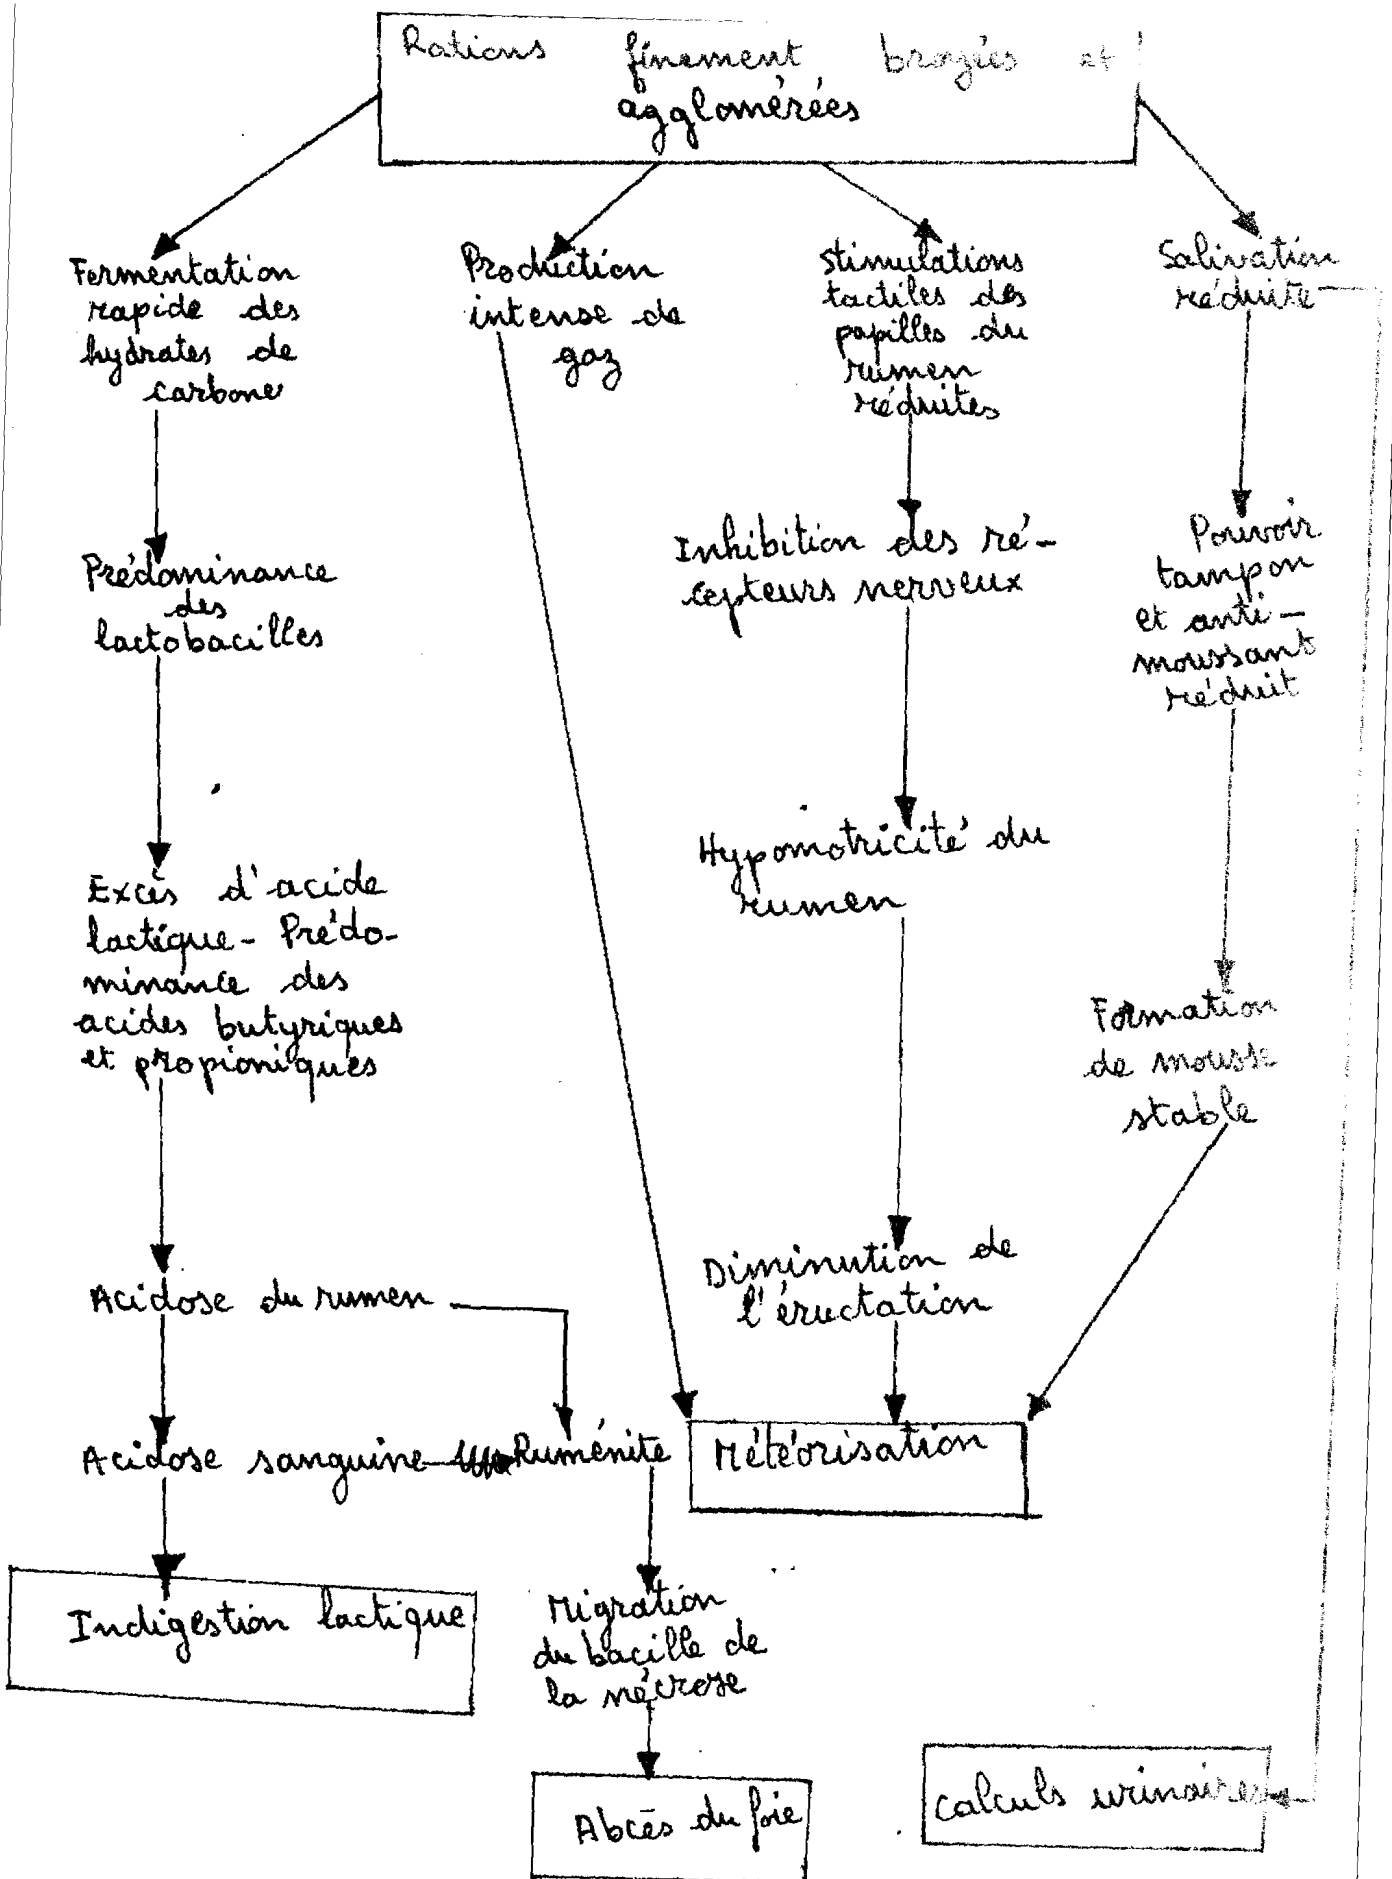 Rations finement broyées et
agglomérées
Fermentation
rapide des
hydrates de
carbone
Production
intense de
gaz
Stimulations
tactiles des
papilles du
rumen
réduites
Salivation
réduite
Prédominance
des
lactobacilles
Inhibition des ré-
cepteurs nerveux
Pouvoir
tampon
et anti-
moussant
réduit
Excès d'acide
lactique - Prédo-
minance des
acides butyriques
et propioniques
Hypomotricité du
rumen
Formation
de mousse
stable
Acidose du rumen
Diminution de
l'éructation
Acidose sanguine
Ruménite
Météorisation
Indigestion lactique
Migration
du bacille de
la nécrose
Abcès du foie
calculs urinaires